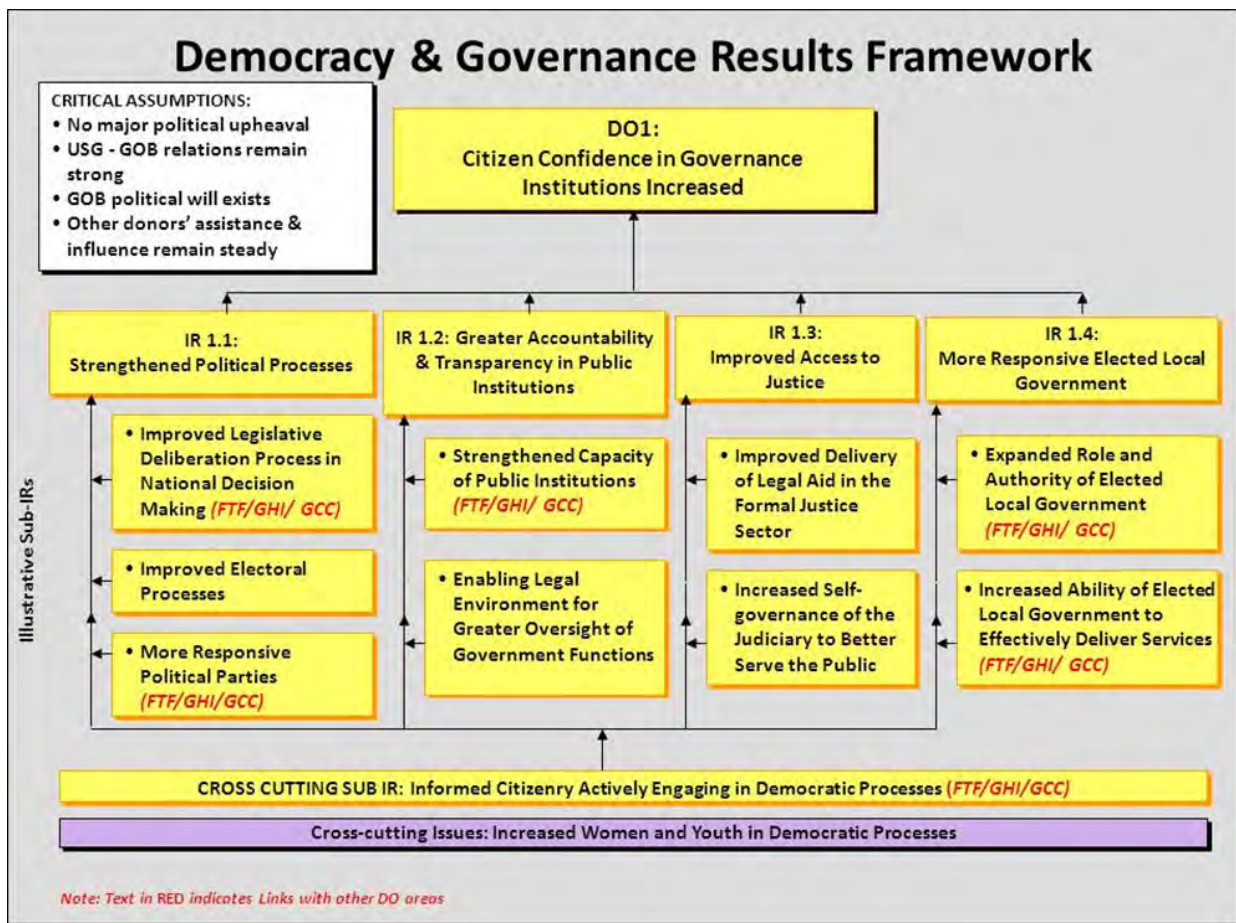 Democracy & Governance Results Framework
CRITICAL ASSUMPTIONS:
• No major political upheaval
• USG - GOB relations remain
strong
• GOB political will exists
• Other donors' assistance &
influence remain steady
DO1:
Citizen Confidence in Governance
Institutions Increased
IR 1.1:
Strengthened Political Processes
IR 1.2: Greater Accountability
& Transparency in Public
Institutions
IR 1.3:
Improved Access to
Justice
IR 1.4:
More Responsive Elected Local
Government
Illustrative Sub-IRs
• Improved Legislative
Deliberation Process in
National Decision
Making (FTF/GHI/ GCC)
• Improved Electoral
Processes
• More Responsive
Political Parties
(FTF/GHI/GCC)
• Strengthened Capacity
of Public Institutions
(FTF/GHI/ GCC)
• Enabling Legal
Environment for
Greater Oversight of
Government Functions
• Improved Delivery
of Legal Aid in the
Formal Justice
Sector
• Increased Self-
governance of the
Judiciary to Better
Serve the Public
• Expanded Role and
Authority of Elected
Local Government
(FTF/GHI/ GCC)
• Increased Ability of Elected
Local Government to
Effectively Deliver Services
(FTF/GHI/ GCC)
CROSS CUTTING SUB IR: Informed Citizenry Actively Engaging in Democratic Processes (FTF/GHI/GCC)
Cross-cutting Issues: Increased Women and Youth in Democratic Processes
Note: Text in RED indicates Links with other DO areas